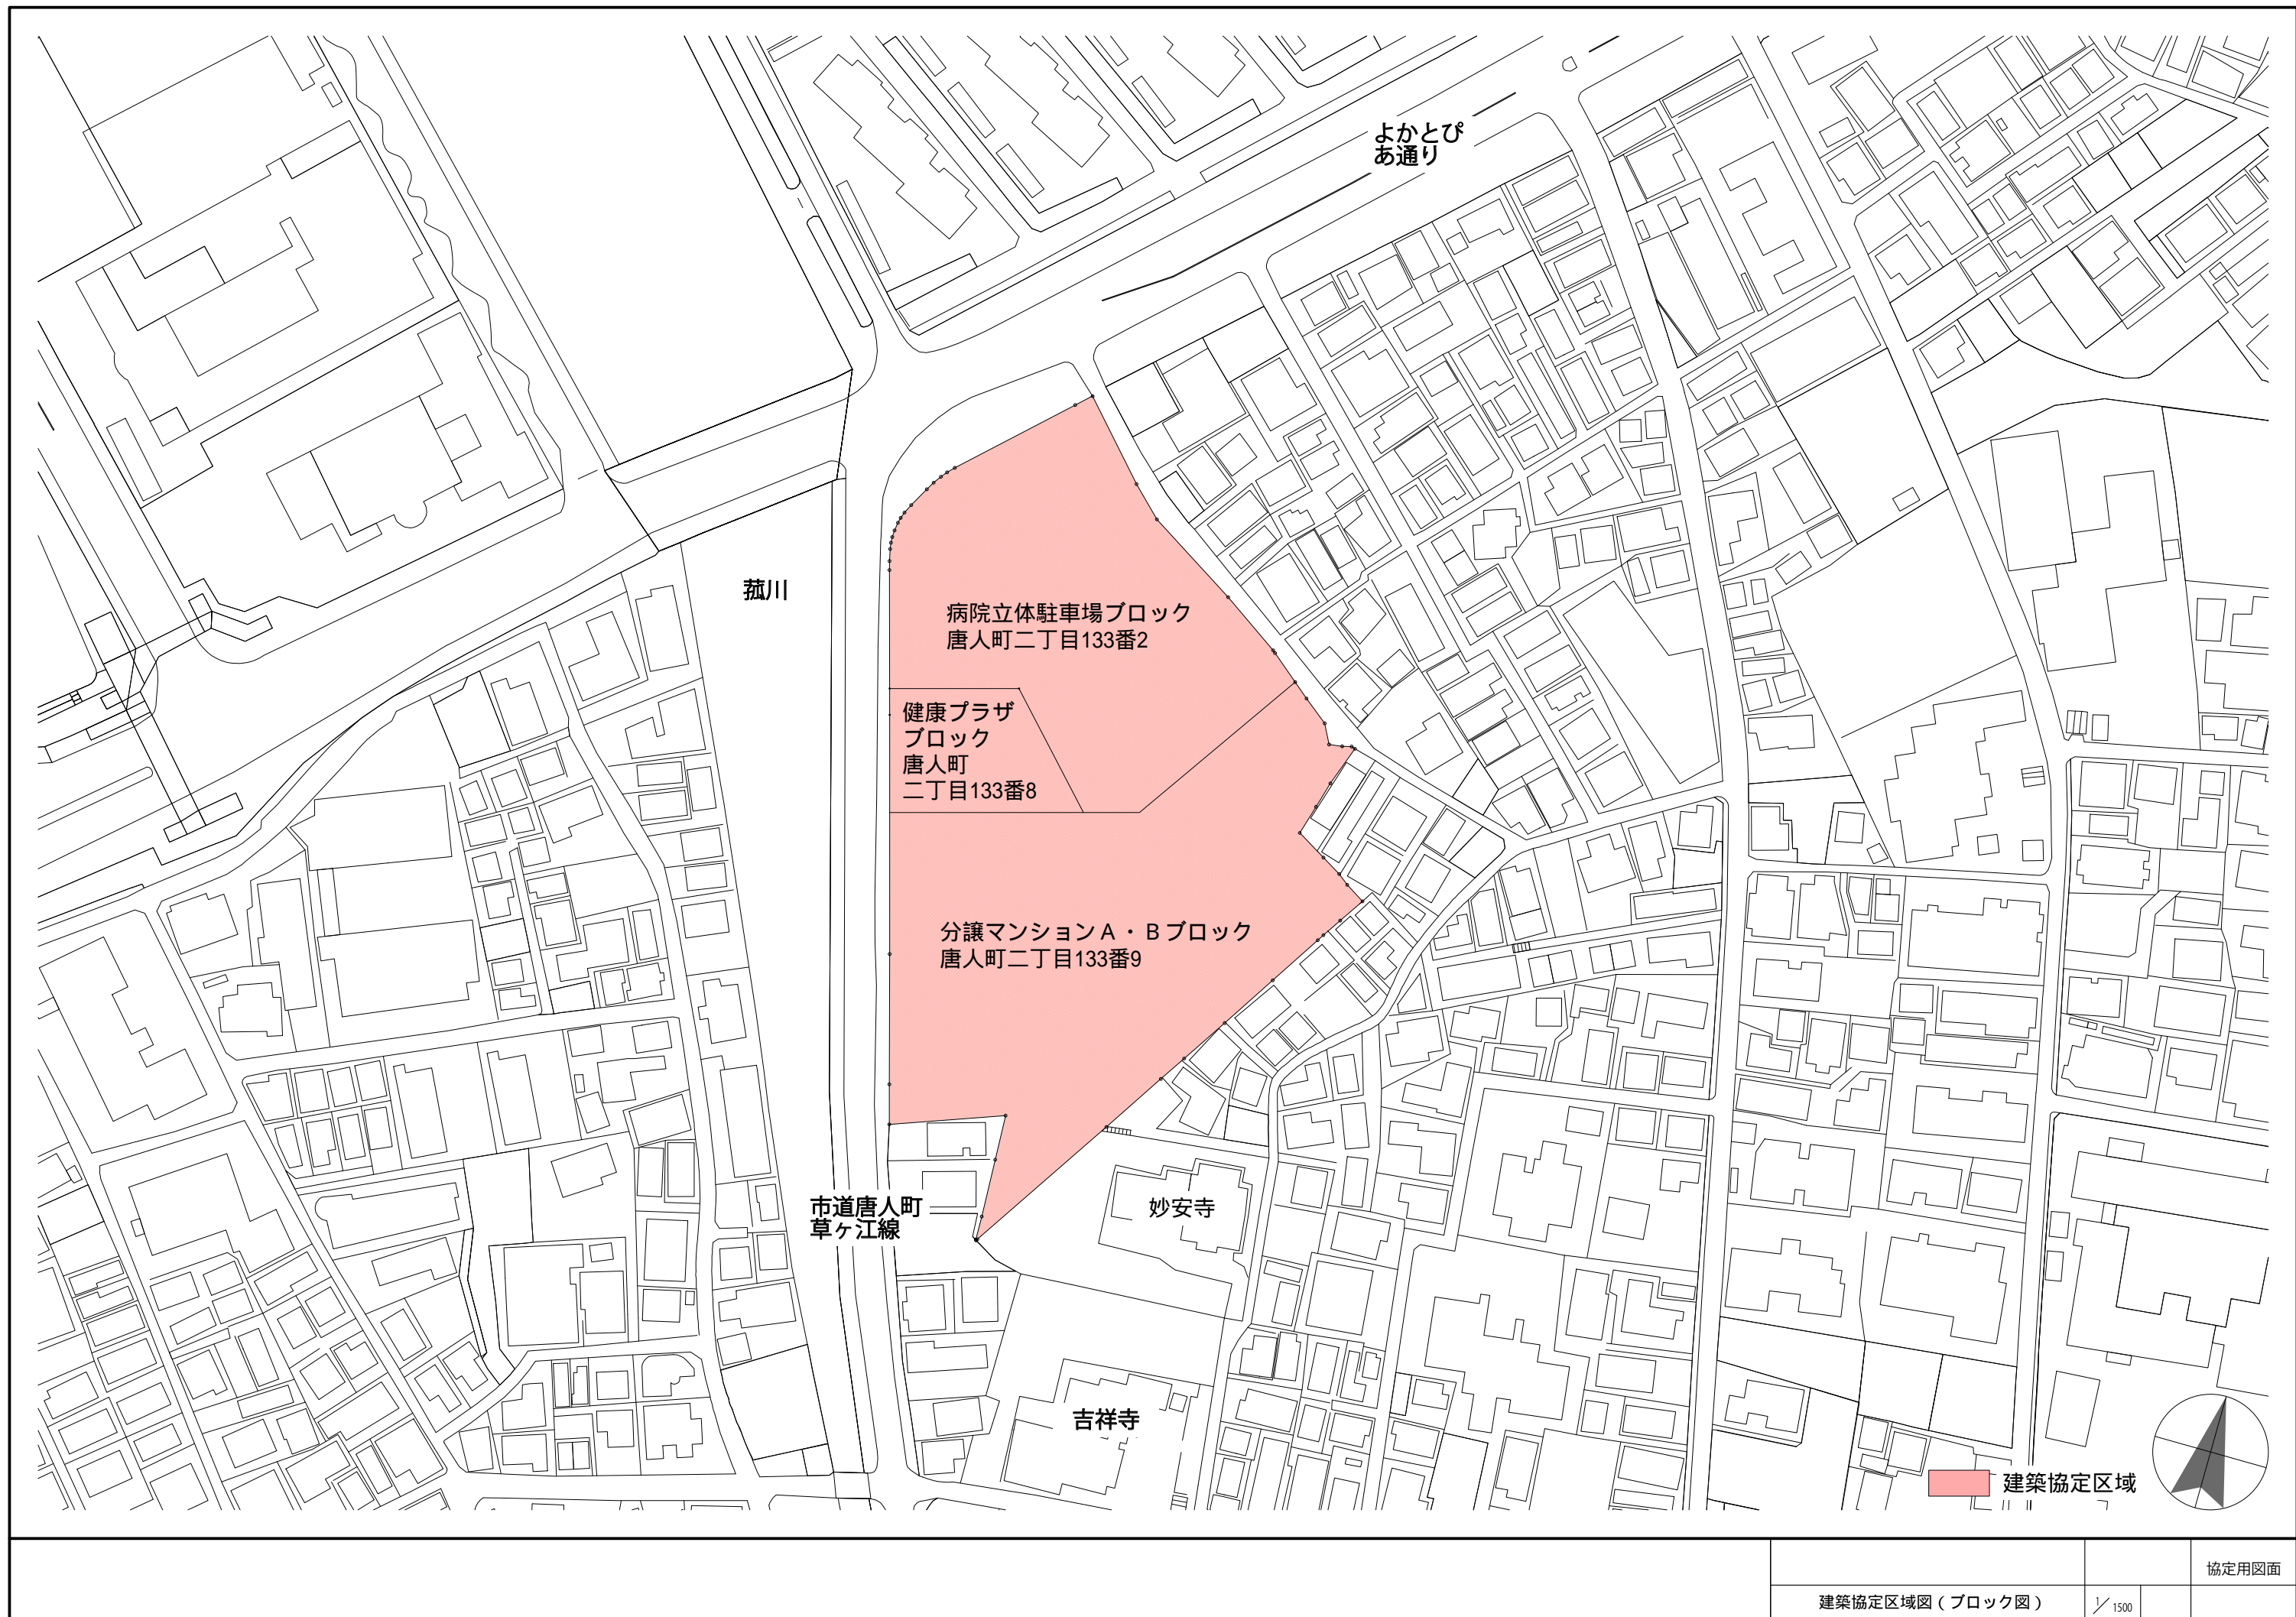 よかとぴ
あ通り
菰川
病院立体駐車場ブロック
唐人町二丁目133番2
健康プラザ
ブロック
唐人町
二丁目133番8
分譲マンションA・Bブロック
唐人町二丁目133番9
市道唐人町
草ヶ江線
妙安寺
吉祥寺
建築協定区域
協定用図面
建築協定区域図(ブロック図)
1/1500